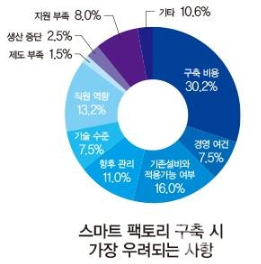 기타 10.6%
지원 부족 8.0%
생산 중단 2.5%
제도 부족 1.5%
직원 역량
13.2%
기술 수준
7.5%
향후 관리
11.0%
기존설비와
적용가능 여부
16.0%
경영 여건
7.5%
구축 비용
30.2%
스마트 팩토리 구축 시
가장 우려되는 사항